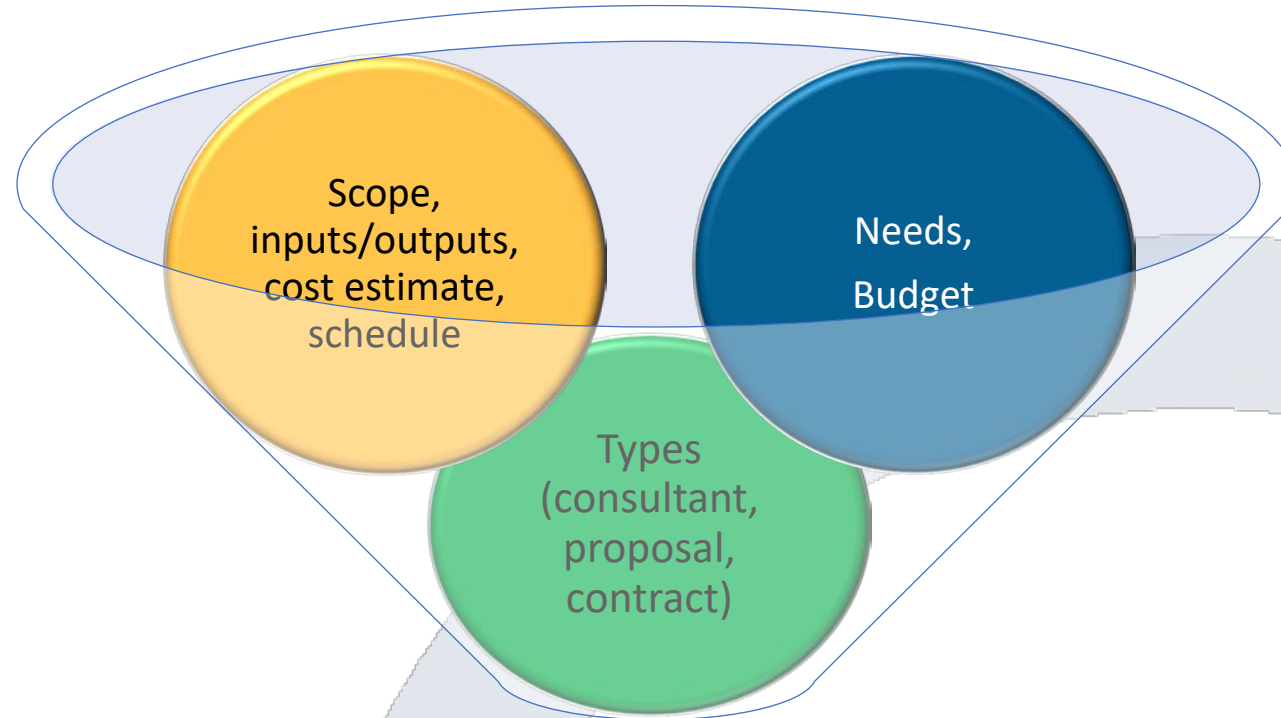 Scope,
inputs/outputs,
cost estimate,
schedule
Needs,
Budget
Types
(consultant,
proposal,
contract)